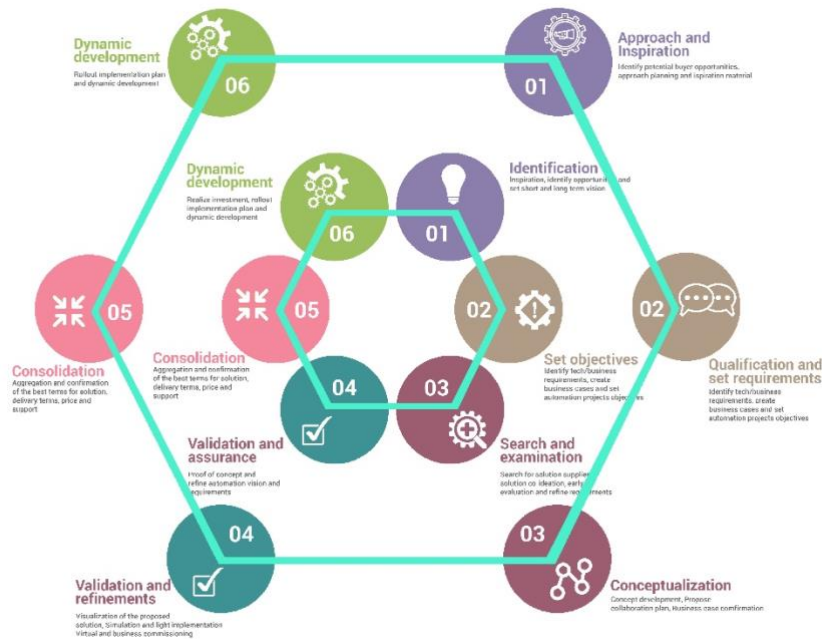 Dynamic
development
Rollout implementation plan
and dynamic development
06
Approach and
Inspiration
Identify potential buyer opportunities,
approach planning and ispiration material
01
Dynamic
development
Realize investment, rollout
implementation plan and
dynamic development
06
Identification
Inspiration, identify opportunities and
set short and long term vision
01
05
Consolidation
Aggregation and confirmation
of the best terms for solution,
delivery terms, price and
support
05
Consolidation
Aggregation and confirmation
of the best terms for solution,
delivery terms, price and
support
02
Set objectives
Identify tech/business
requirements, create
business cases and set
automation projects objectives
02
Qualification and
set requirements
Identify tech/business
requirements, create
business cases and set
automation projects objectives
04
Validation and
assurance
Proof of concept and
refine automation vision and
requirements
03
Search and
examination
Search for solution suppliers
solution co ideation, early
evaluation and refine requirements
04
Validation and
refinements
Visualization of the proposed
solution, Simulation and light implementation
Virtual and business commissioning
03
Conceptualization
Concept development, Propose
collaboration plan, Business case comfirmation